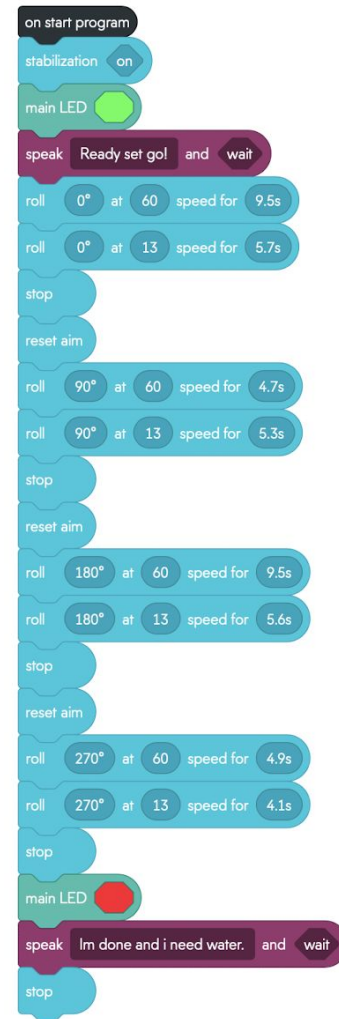 on start program
stabilization on
main LED
speak Ready set go! and wait
roll 0° at 60 speed for 9.5s
roll 0° at 13 speed for 5.7s
stop
reset aim
roll 90° at 60 speed for 4.7s
roll 90° at 13 speed for 5.3s
stop
reset aim
roll 180° at 60 speed for 9.5s
roll 180° at 13 speed for 5.6s
stop
reset aim
roll 270° at 60 speed for 4.9s
roll 270° at 13 speed for 4.1s
stop
main LED
speak Im done and i need water. and wait
stop